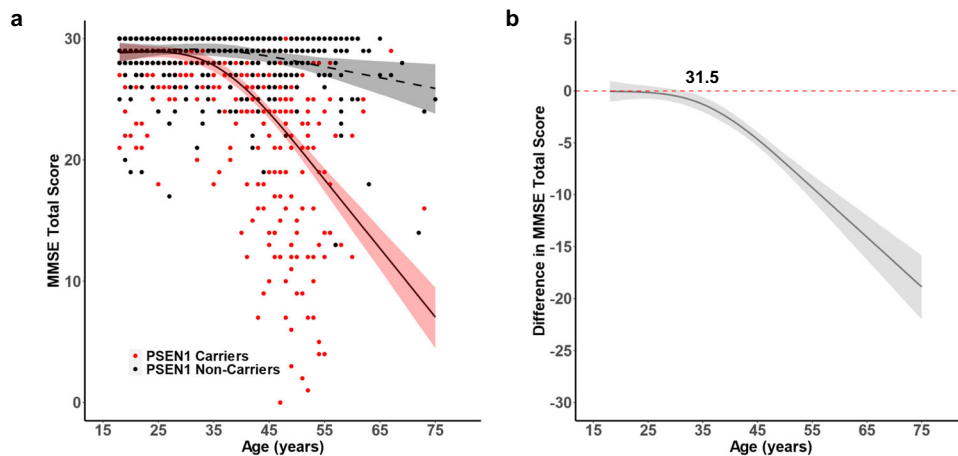 a
MMSE Total Score
30
20
10
0
PSEN1 Carriers
PSEN1 Non-Carriers
15 25 35 45 55 65 75
Age (years)
b
Difference in MMSE Total Score
5
0
-5
-10
-15
-20
-25
-30
31.5
15 25 35 45 55 65 75
Age (years)